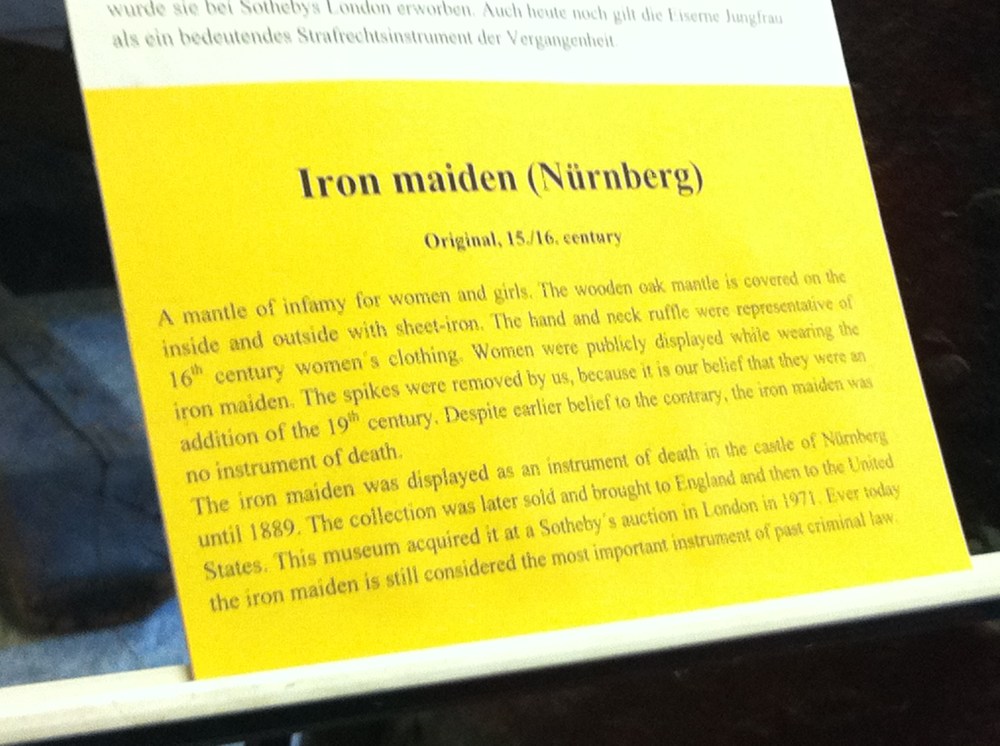 wurde sie bei Sothebys London erworben. Auch heute noch gilt die Eiserne Jungfrau
als ein bedeutendes Strafrechtsinstrument der Vergangenheit.
Iron maiden (Nürnberg)
Original, 15./16. century
A mantle of infamy for women and girls. The wooden oak mantle is covered on the
inside and outside with sheet-iron. The hand and neck ruffle were representative of
16th century women´s clothing. Women were publicly displayed while wearing the
iron maiden. The spikes were removed by us, because it is our belief that they were an
addition of the 19th century. Despite earlier belief to the contrary, the iron maiden was
no instrument of death.
The iron maiden was displayed as an instrument of death in the castle of Nürnberg
until 1889. The collection was later sold and brought to England and then to the United
States. This museum acquired it at a Sotheby´s auction in London in 1971. Ever today
the iron maiden is still considered the most important instrument of past criminal law.